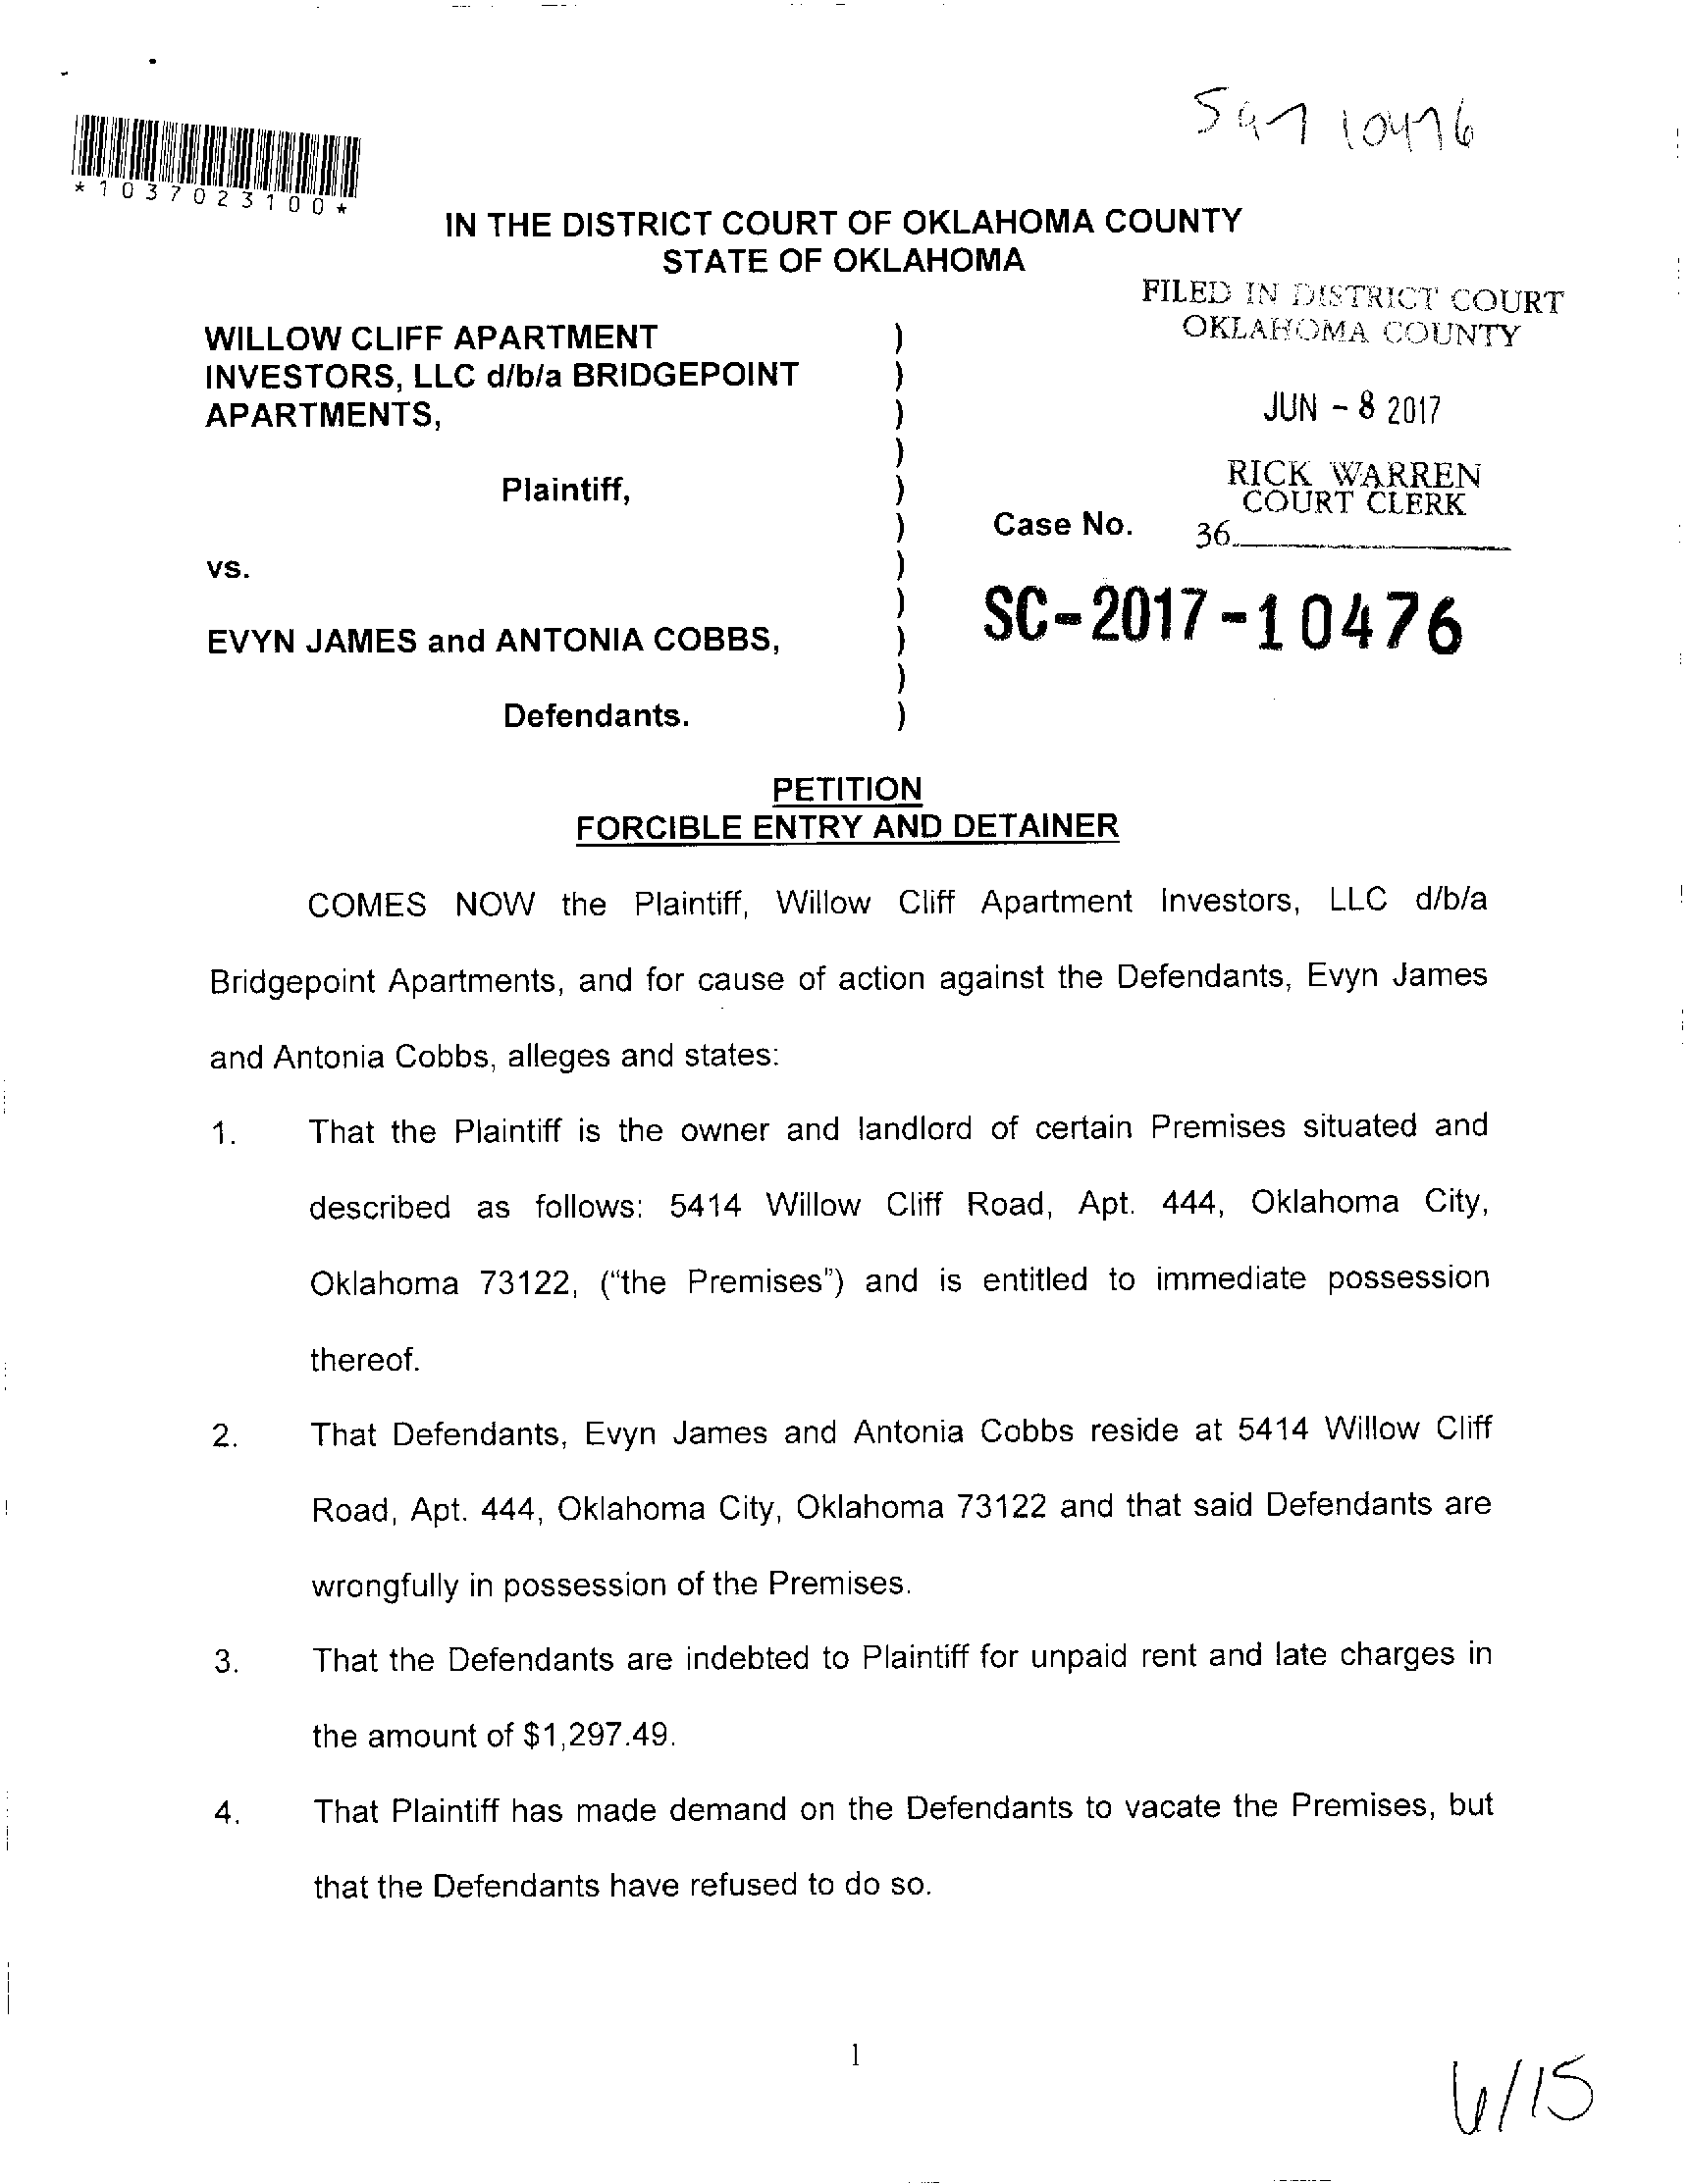 SC17 10476
*1037023100*
IN THE DISTRICT COURT OF OKLAHOMA COUNTY
STATE OF OKLAHOMA
FILED IN DISTRICT COURT
OKLAHOMA COUNTY
WILLOW CLIFF APARTMENT )
INVESTORS, LLC d/b/a BRIDGEPOINT )
APARTMENTS, )
JUN - 8 2017
)
RICK WARREN
COURT CLERK
Plaintiff, )
) Case No. 36
vs. )
) SC-2017-10476
EVYN JAMES and ANTONIA COBBS, )
)
Defendants. )
PETITION
FORCIBLE ENTRY AND DETAINER
COMES NOW the Plaintiff, Willow Cliff Apartment Investors, LLC d/b/a
Bridgepoint Apartments, and for cause of action against the Defendants, Evyn James
and Antonia Cobbs, alleges and states:
1. That the Plaintiff is the owner and landlord of certain Premises situated and
described as follows: 5414 Willow Cliff Road, Apt. 444, Oklahoma City,
Oklahoma 73122, ("the Premises") and is entitled to immediate possession
thereof.
2. That Defendants, Evyn James and Antonia Cobbs reside at 5414 Willow Cliff
Road, Apt. 444, Oklahoma City, Oklahoma 73122 and that said Defendants are
wrongfully in possession of the Premises.
3. That the Defendants are indebted to Plaintiff for unpaid rent and late charges in
the amount of $1,297.49.
4. That Plaintiff has made demand on the Defendants to vacate the Premises, but
that the Defendants have refused to do so.
1
6/15